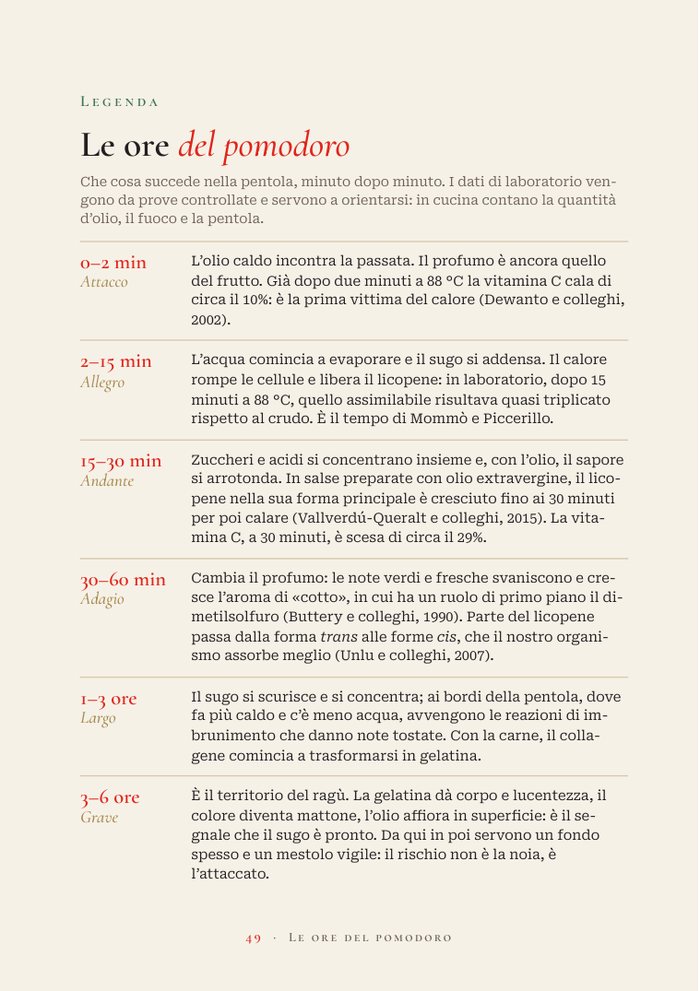 Legenda
Le ore del pomodoro
Che cosa succede nella pentola, minuto dopo minuto. I dati di laboratorio ven-
gono da prove controllate e servono a orientarsi: in cucina contano la quantità
d’olio, il fuoco e la pentola.
0–2 min
Attacco
L’olio caldo incontra la passata. Il profumo è ancora quello
del frutto. Già dopo due minuti a 88 °C la vitamina C cala di
circa il 10%: è la prima vittima del calore (Dewanto e colleghi,
2002).
2–15 min
Allegro
L’acqua comincia a evaporare e il sugo si addensa. Il calore
rompe le cellule e libera il licopene: in laboratorio, dopo 15
minuti a 88 °C, quello assimilabile risultava quasi triplicato
rispetto al crudo. È il tempo di Mommò e Piccerillo.
15–30 min
Andante
Zuccheri e acidi si concentrano insieme e, con l’olio, il sapore
si arrotonda. In salse preparate con olio extravergine, il lico-
pene nella sua forma principale è cresciuto fino ai 30 minuti
per poi calare (Vallverdú-Queralt e colleghi, 2015). La vita-
mina C, a 30 minuti, è scesa di circa il 29%.
30–60 min
Adagio
Cambia il profumo: le note verdi e fresche svaniscono e cre-
sce l’aroma di «cotto», in cui ha un ruolo di primo piano il di-
metilsolfuro (Buttery e colleghi, 1990). Parte del licopene
passa dalla forma trans alle forme cis, che il nostro organi-
smo assorbe meglio (Unlu e colleghi, 2007).
1–3 ore
Largo
Il sugo si scurisce e si concentra; ai bordi della pentola, dove
fa più caldo e c’è meno acqua, avvengono le reazioni di im-
brunimento che danno note tostate. Con la carne, il colla-
gene comincia a trasformarsi in gelatina.
3–6 ore
Grave
È il territorio del ragù. La gelatina dà corpo e lucentezza, il
colore diventa mattone, l’olio affiora in superficie: è il se-
gnale che il sugo è pronto. Da qui in poi servono un fondo
spesso e un mestolo vigile: il rischio non è la noia, è
l’attaccato.
49 · Le ore del pomodoro